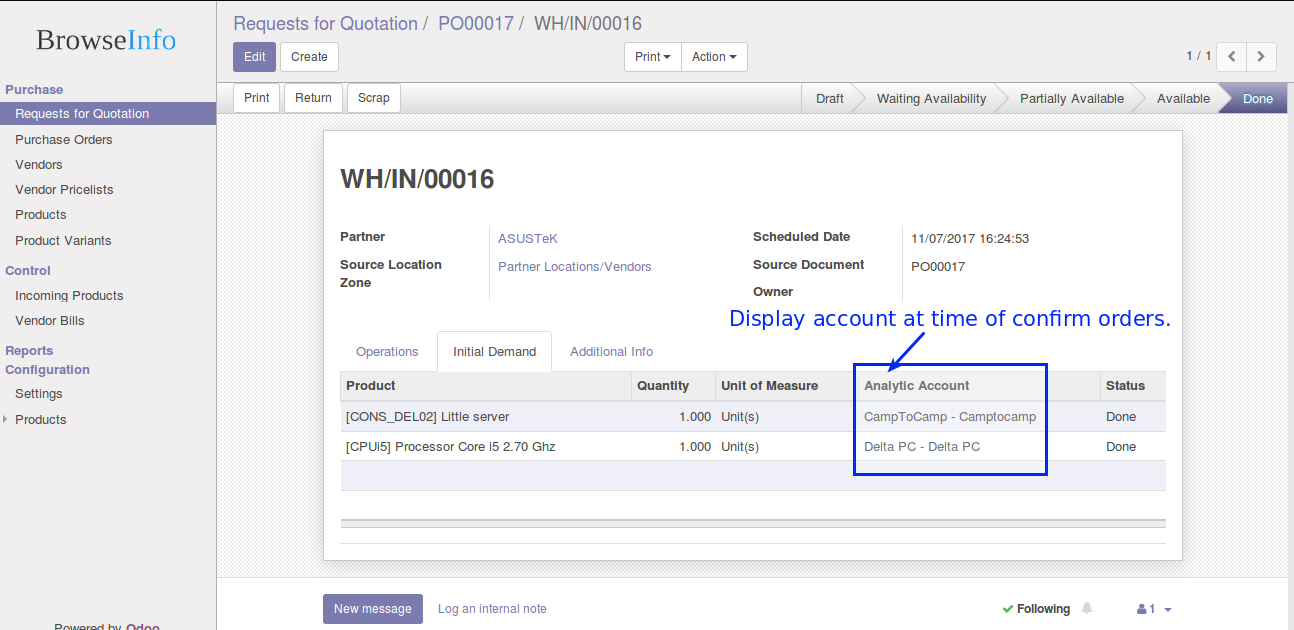 BrowseInfo
Requests for Quotation / PO00017 / WH/IN/00016
Edit Create Print Action 1 / 1
Purchase
Requests for Quotation
Purchase Orders
Vendors
Vendor Pricelists
Products
Product Variants
Control
Incoming Products
Vendor Bills
Reports
Configuration
Settings
Products
Powered by Odoo
Print Return Scrap Draft Waiting Availability Partially Available Available Done
WH/IN/00016
Partner ASUSTeK Scheduled Date 11/07/2017 16:24:53
Source Location Zone Partner Locations/Vendors Source Document PO00017
Owner
Display account at time of confirm orders.
Operations Initial Demand Additional Info
Product Quantity Unit of Measure Analytic Account Status
[CONS_DEL02] Little server 1.000 Unit(s) CampToCamp - Camptocamp Done
[CPUi5] Processor Core i5 2.70 Ghz 1.000 Unit(s) Delta PC - Delta PC Done
New message Log an internal note Following 1